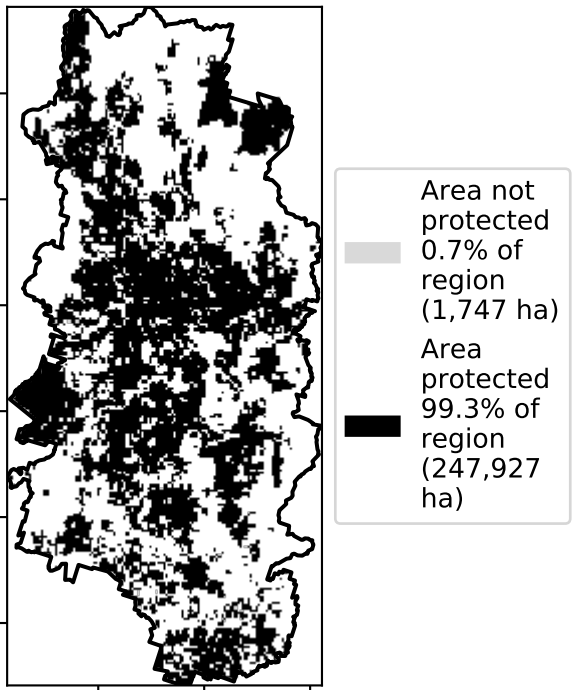 Area not
protected
0.7% of
region
(1,747 ha)
Area
protected
99.3% of
region
(247,927
ha)